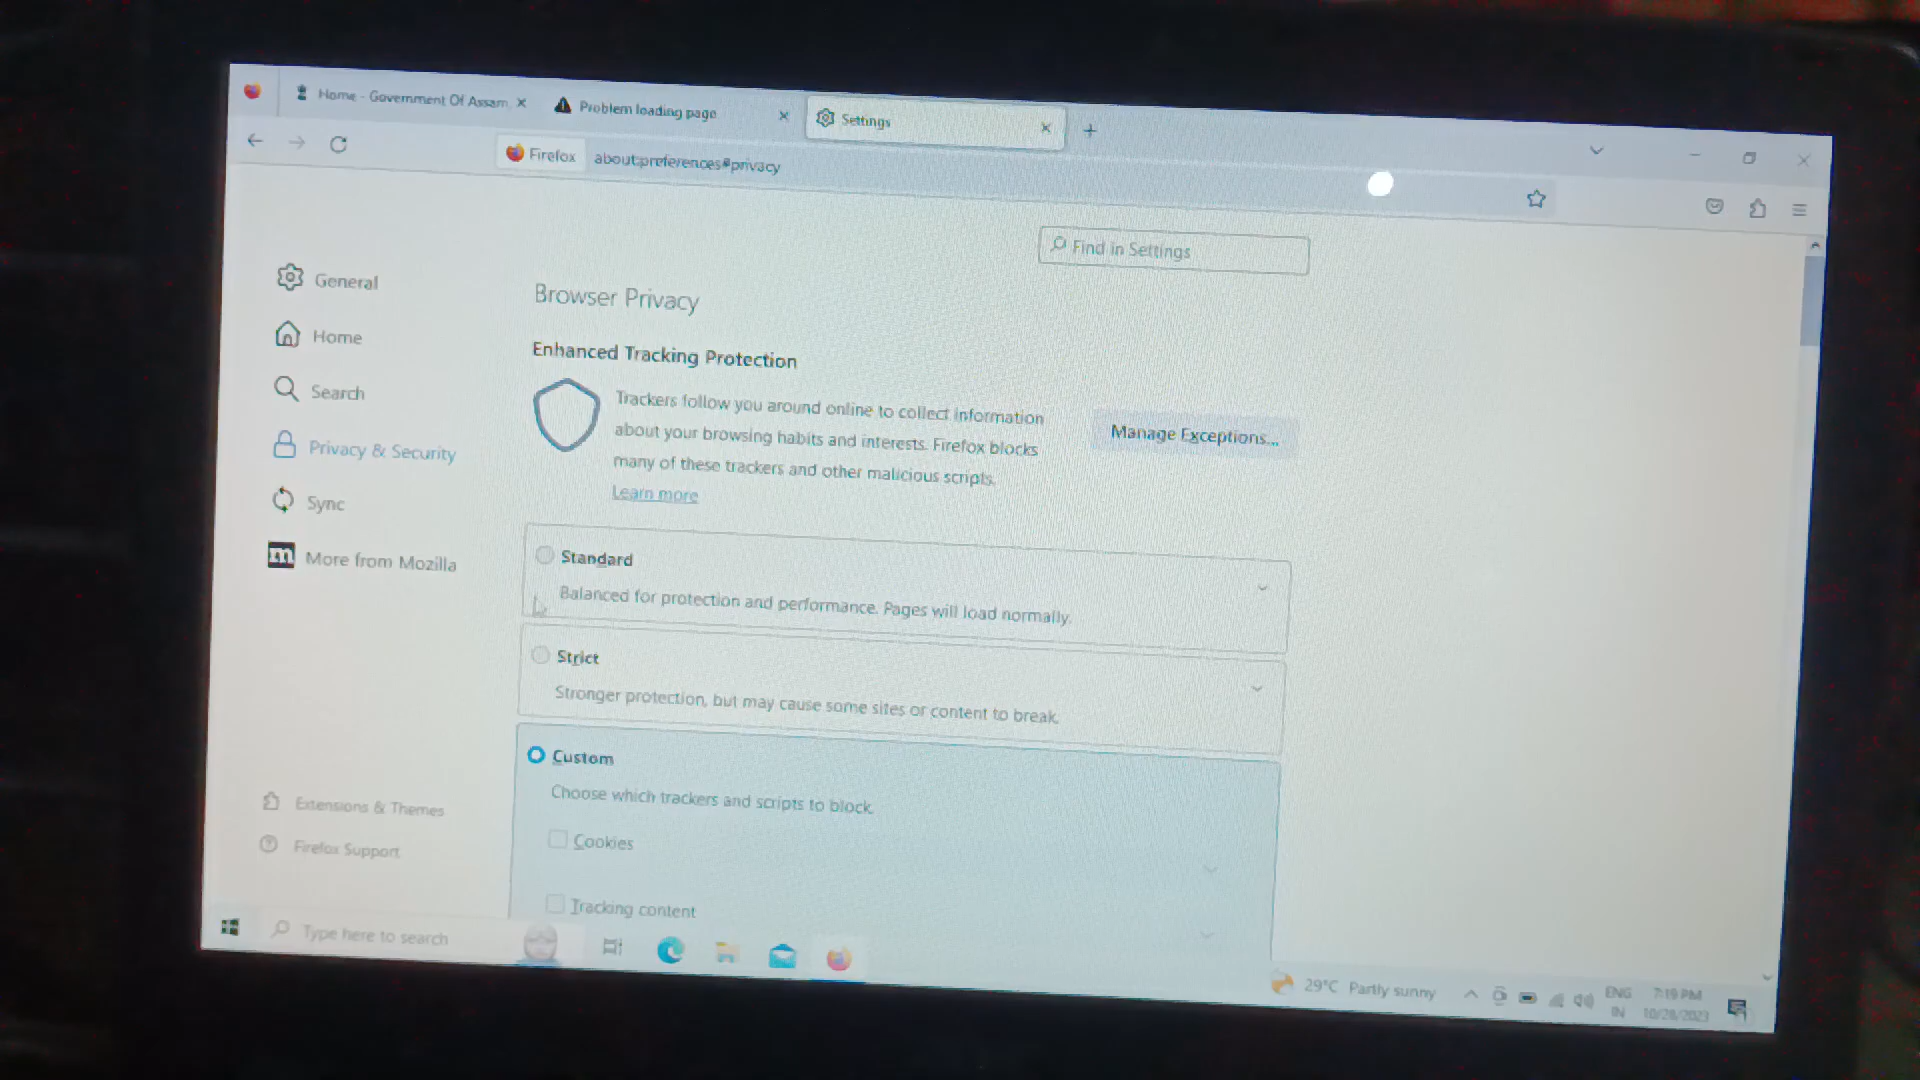 Home - Government Of Assam
Problem loading page
Settings
Firefox
about:preferences#privacy
Find in Settings
General
Home
Search
Privacy & Security
Sync
More from Mozilla
Extensions & Themes
Firefox Support
Browser Privacy
Enhanced Tracking Protection
Trackers follow you around online to collect information
about your browsing habits and interests. Firefox blocks
many of these trackers and other malicious scripts.
Learn more
Manage Exceptions...
Standard
Balanced for protection and performance. Pages will load normally.
Strict
Stronger protection, but may cause some sites or content to break.
Custom
Choose which trackers and scripts to block.
Cookies
Tracking content
Type here to search
29°C Partly sunny
ENG
IN
7:19 PM
10/28/2023